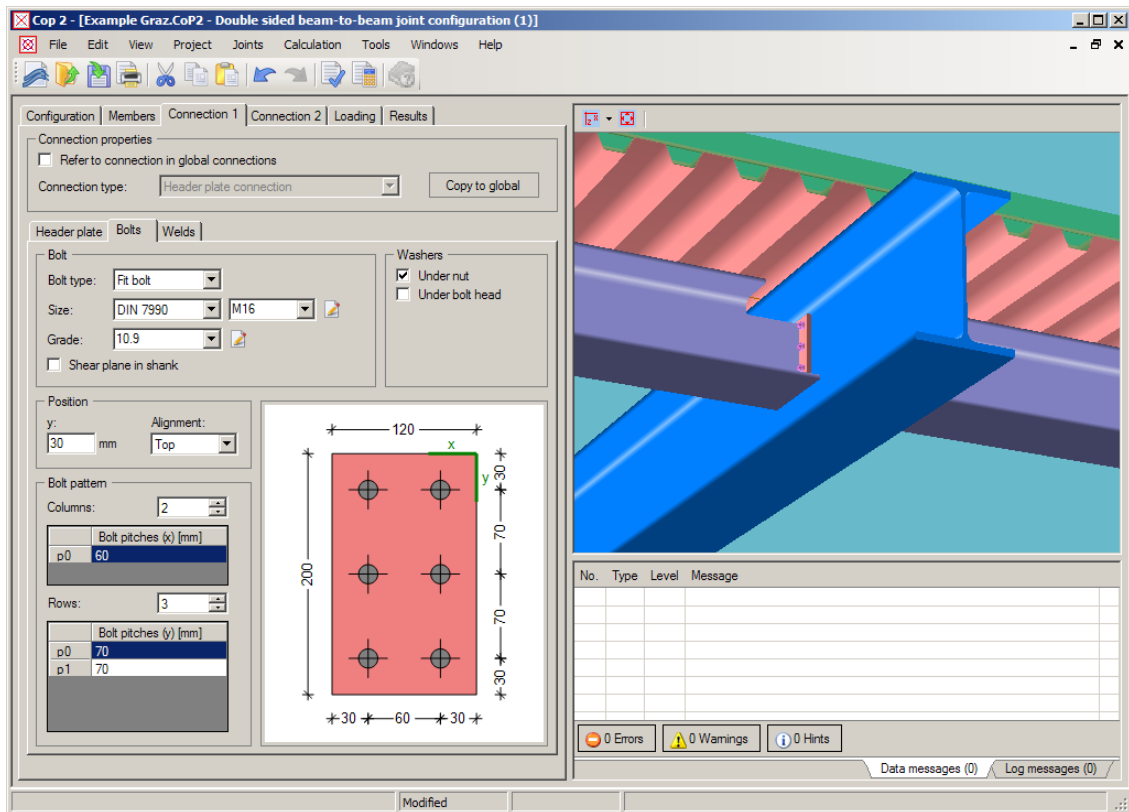 Cop 2 - [Example Graz.CoP2 - Double sided beam-to-beam joint configuration (1)]
File Edit View Project Joints Calculation Tools Windows Help
Configuration Members Connection 1 Connection 2 Loading Results
Connection properties
Refer to connection in global connections
Connection type: Header plate connection Copy to global
Header plate Bolts Welds
Bolt
Bolt type: Fit bolt
Size: DIN 7990 M16
Grade: 10.9
Shear plane in shank
Washers
Under nut
Under bolt head
Position
y: Alignment:
30 mm Top
Bolt pattern
Columns: 2
Bolt pitches (x) [mm]
p0 60
Rows: 3
Bolt pitches (y) [mm]
p0 70
p1 70
120
x
y
30
70
200
70
30
30 60 30
No. Type Level Message
0 Errors 0 Warnings 0 Hints
Data messages (0) Log messages (0)
Modified